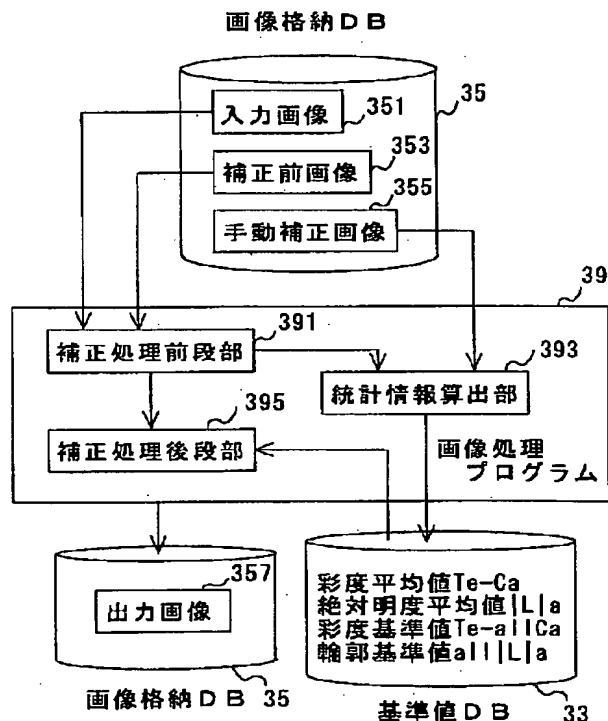 画像格納DB
35
入力画像
351
353
補正前画像
355
手動補正画像
39
391
補正処理前段部
393
統計情報算出部
395
補正処理後段部
画像処理
プログラム
357
出力画像
彩度平均値Te-Ca
絶対明度平均値|L|a
彩度基準値Te-allCa
輪郭基準値all|L|a
画像格納DB 35
基準値DB 33